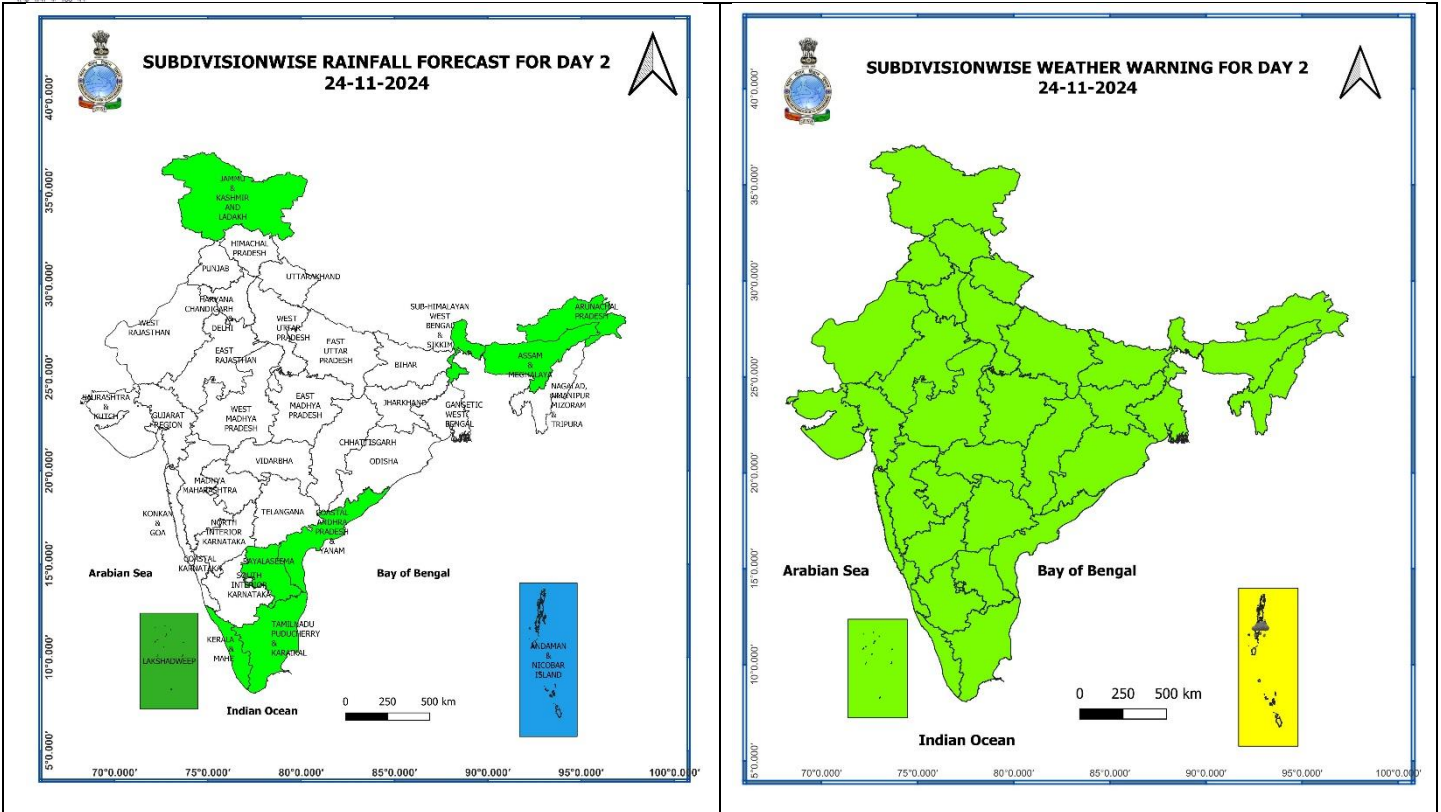 SUBDIVISIONWISE RAINFALL FORECAST FOR DAY 2
24-11-2024
40°0.000'
35°0.000'
30°0.000'
25°0.000'
20°0.000'
15°0.000'
10°0.000'
5°0.000'
JAMMU
&
KASHMIR
AND
LADAKH
HIMACHAL
PRADESH
PUNJAB
UTTARAKHAND
HARYANA
CHANDIGARH &
DELHI
WEST
RAJASTHAN
WEST
UTTAR
PRADESH
EAST
RAJASTHAN
EAST
UTTAR
PRADESH
SUB-HIMALAYAN
WEST
BENGAL
&
SIKKIM
BIHAR
ARUNACHAL
PRADESH
ASSAM
&
MEGHALAYA
SAURASHTRA
&
KUTCH
GUJARAT
REGION
WEST
MADHYA
PRADESH
EAST
MADHYA
PRADESH
JHARKHAND
GANGETIC
WEST
BENGAL
MANIPUR
MIZORAM
&
TRIPURA
CHHATTISGARH
VIDARBHA
ODISHA
MADHYA
MAHARASHTRA
KONKAN
&
GOA
NORTH
INTERIOR
KARNATAKA
TELANGANA
COASTAL
ANDHRA
PRADESH
&
YANAM
COASTAL
KARNATAKA
RAYALASEEMA
SOUTH
INTERIOR
KARNATAKA
Arabian Sea
Bay of Bengal
TAMILNADU
PUDUCHERRY
&
KARAIKAL
KERALA
&
MAHE
LAKSHADWEEP
ANDAMAN
&
NICOBAR
ISLAND
0 250 500 km
Indian Ocean
70°0.000' 75°0.000' 80°0.000' 85°0.000' 90°0.000' 95°0.000' 100°0.000'
SUBDIVISIONWISE WEATHER WARNING FOR DAY 2
24-11-2024
40°0.000'
35°0.000'
30°0.000'
25°0.000'
20°0.000'
15°0.000'
10°0.000'
5°0.000'
Arabian Sea
Bay of Bengal
0 250 500 km
Indian Ocean
70°0.000' 75°0.000' 80°0.000' 85°0.000' 90°0.000' 95°0.000' 100°0.000'